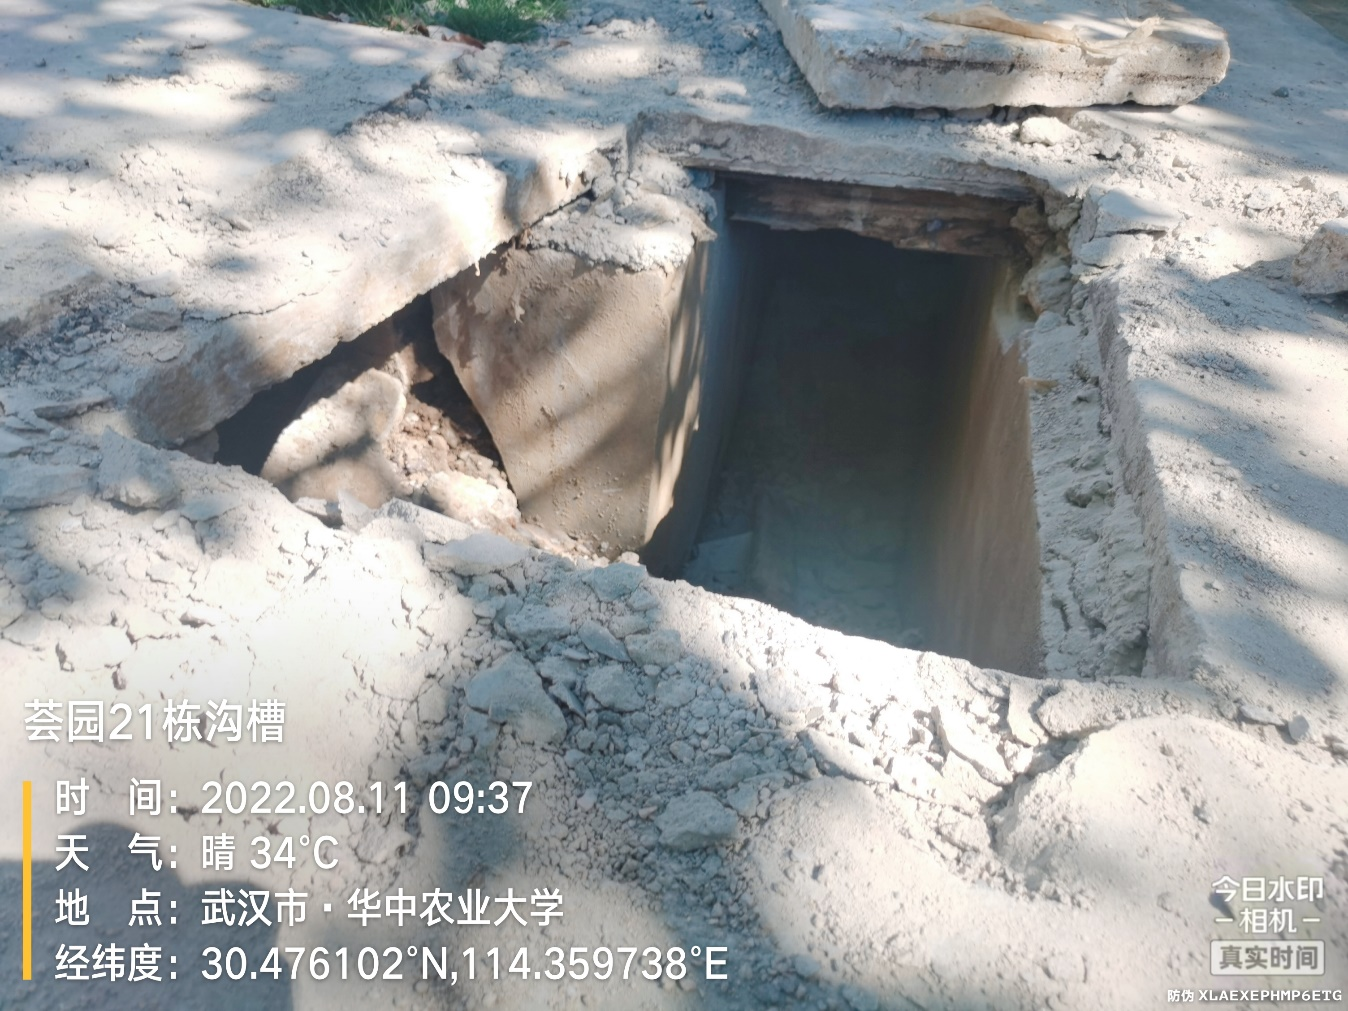 荟园21栋沟槽
时 间：2022.08.11 09:37
天 气：晴 34°C
地 点：武汉市·华中农业大学
经纬度：30.476102°N,114.359738°E
今日水印
相机
真实时间
防伪 XLAEXEPHMP6ETG